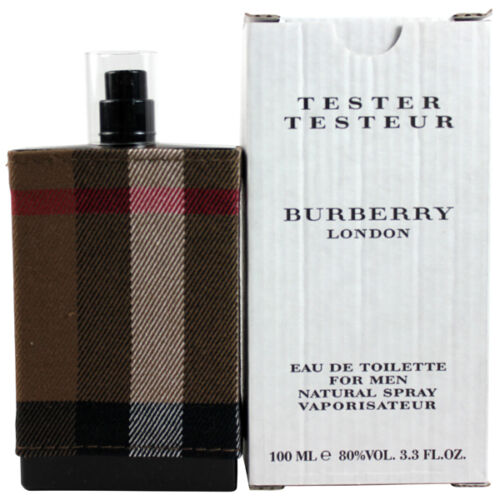 TESTER
TESTEUR
BURBERRY
LONDON
EAU DE TOILETTE
FOR MEN
NATURAL SPRAY
VAPORISATEUR
100 ML ℮ 80%VOL. 3.3 FL.OZ.